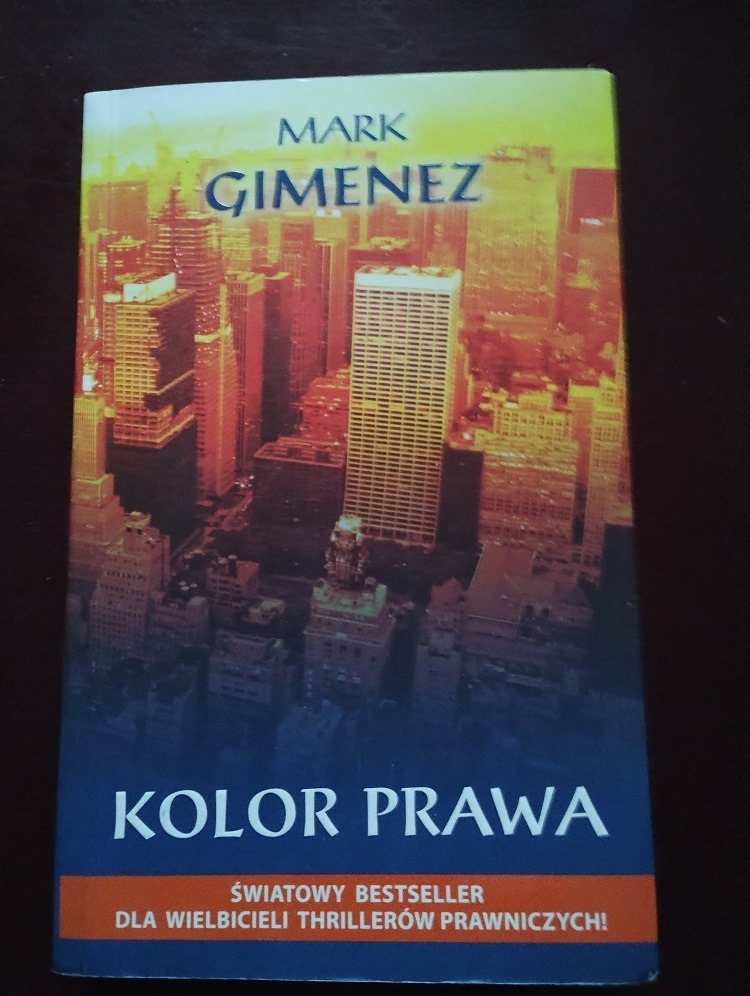 MARK
GIMENEZ
KOLOR PRAWA
ŚWIATOWY BESTSELLER
DLA WIELBICIELI THRILLERÓW PRAWNICZYCH!